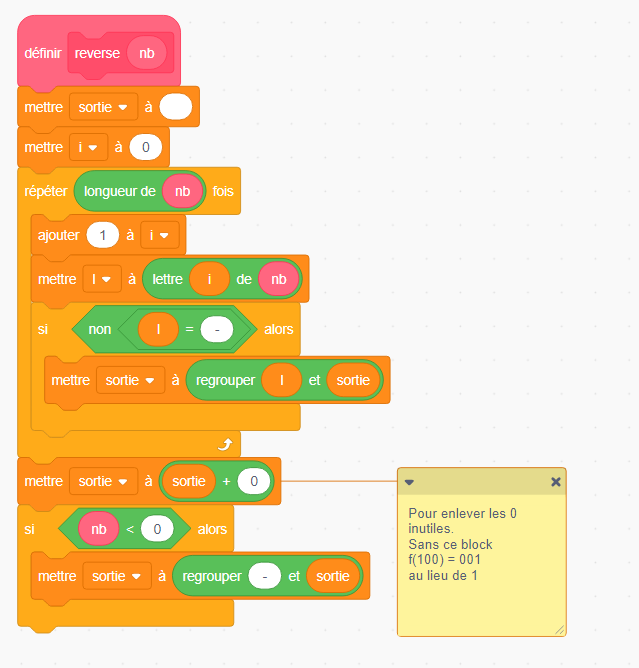 définir reverse nb
mettre sortie à
mettre i à 0
répéter longueur de nb fois
ajouter 1 à i
mettre l à lettre i de nb
si non l = - alors
mettre sortie à regrouper l et sortie
mettre sortie à sortie + 0
si nb < 0 alors
mettre sortie à regrouper - et sortie
Pour enlever les 0
inutiles.
Sans ce block
f(100) = 001
au lieu de 1